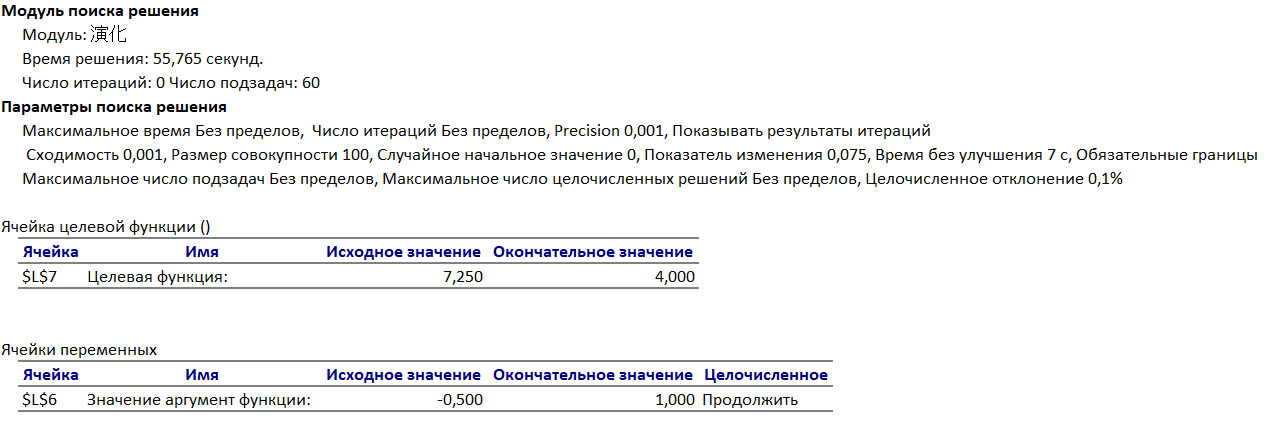 Модуль поиска решения
Модуль: 演化
Время решения: 55,765 секунд.
Число итераций: 0 Число подзадач: 60
Параметры поиска решения
Максимальное время Без пределов,  Число итераций Без пределов, Precision 0,001, Показывать результаты итераций
Сходимость 0,001, Размер совокупности 100, Случайное начальное значение 0, Показатель изменения 0,075, Время без улучшения 7 с, Обязательные границы
Максимальное число подзадач Без пределов, Максимальное число целочисленных решений Без пределов, Целочисленное отклонение 0,1%
Ячейка целевой функции ()
Ячейка Имя Исходное значение Окончательное значение
$L$7 Целевая функция: 7,250 4,000
Ячейки переменных
Ячейка Имя Исходное значение Окончательное значение Целочисленное
$L$6 Значение аргумент функции: -0,500 1,000 Продолжить